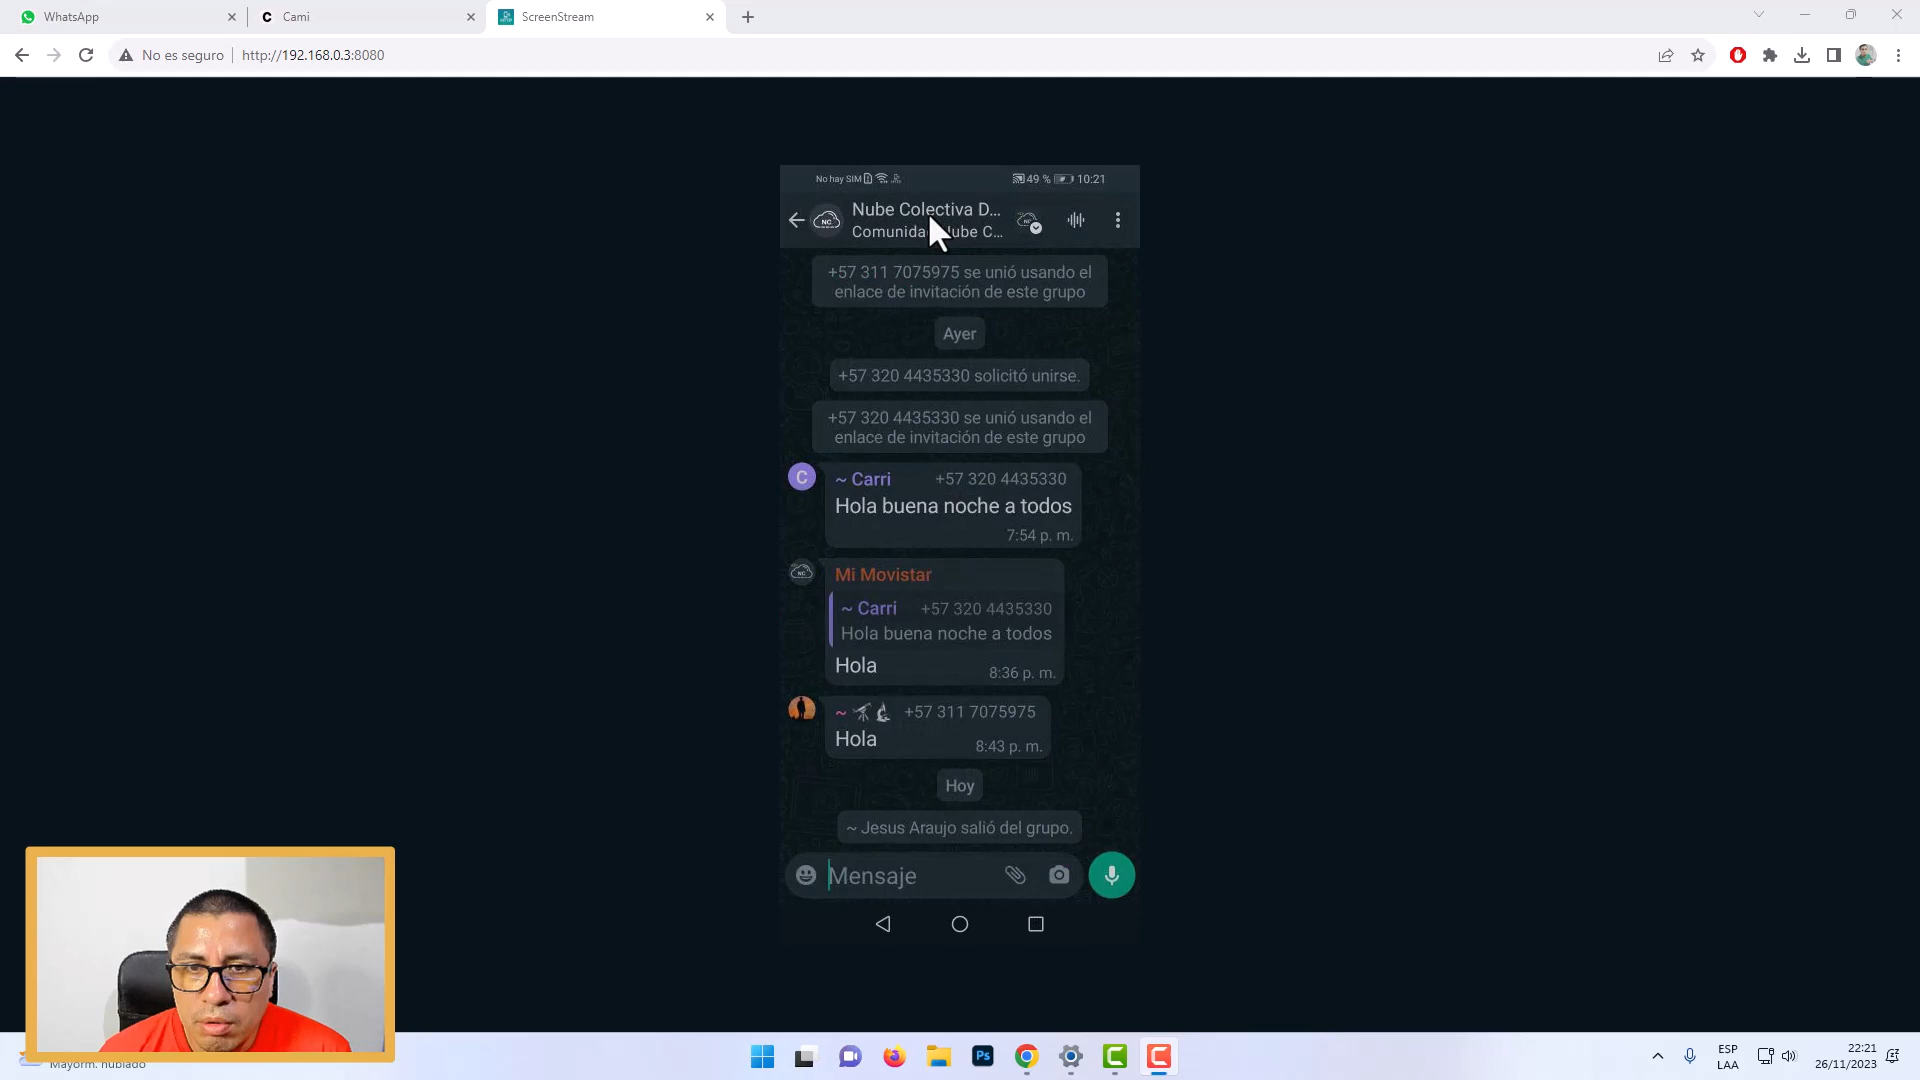 WhatsApp
C Cami
ScreenStream
No es seguro http://192.168.0.3:8080
No hay SIM 49 % 10:21
NC Nube Colectiva D...
Comunida
+57 311 7075975 se unió usando el
enlace de invitación de este grupo
Ayer
+57 320 4435330 solicitó unirse.
+57 320 4435330 se unió usando el
enlace de invitación de este grupo
C ~ Carri +57 320 4435330
Hola buena noche a todos
7:54 p. m.
NC Mi Movistar
~ Carri +57 320 4435330
Hola buena noche a todos
Hola 8:36 p. m.
~ 🔭🔬 +57 311 7075975
Hola 8:43 p. m.
Hoy
~ Jesus Araujo salió del grupo.
Mensaje
Mayorm. nublado
Ps
ESP
LAA
22:21
26/11/2023